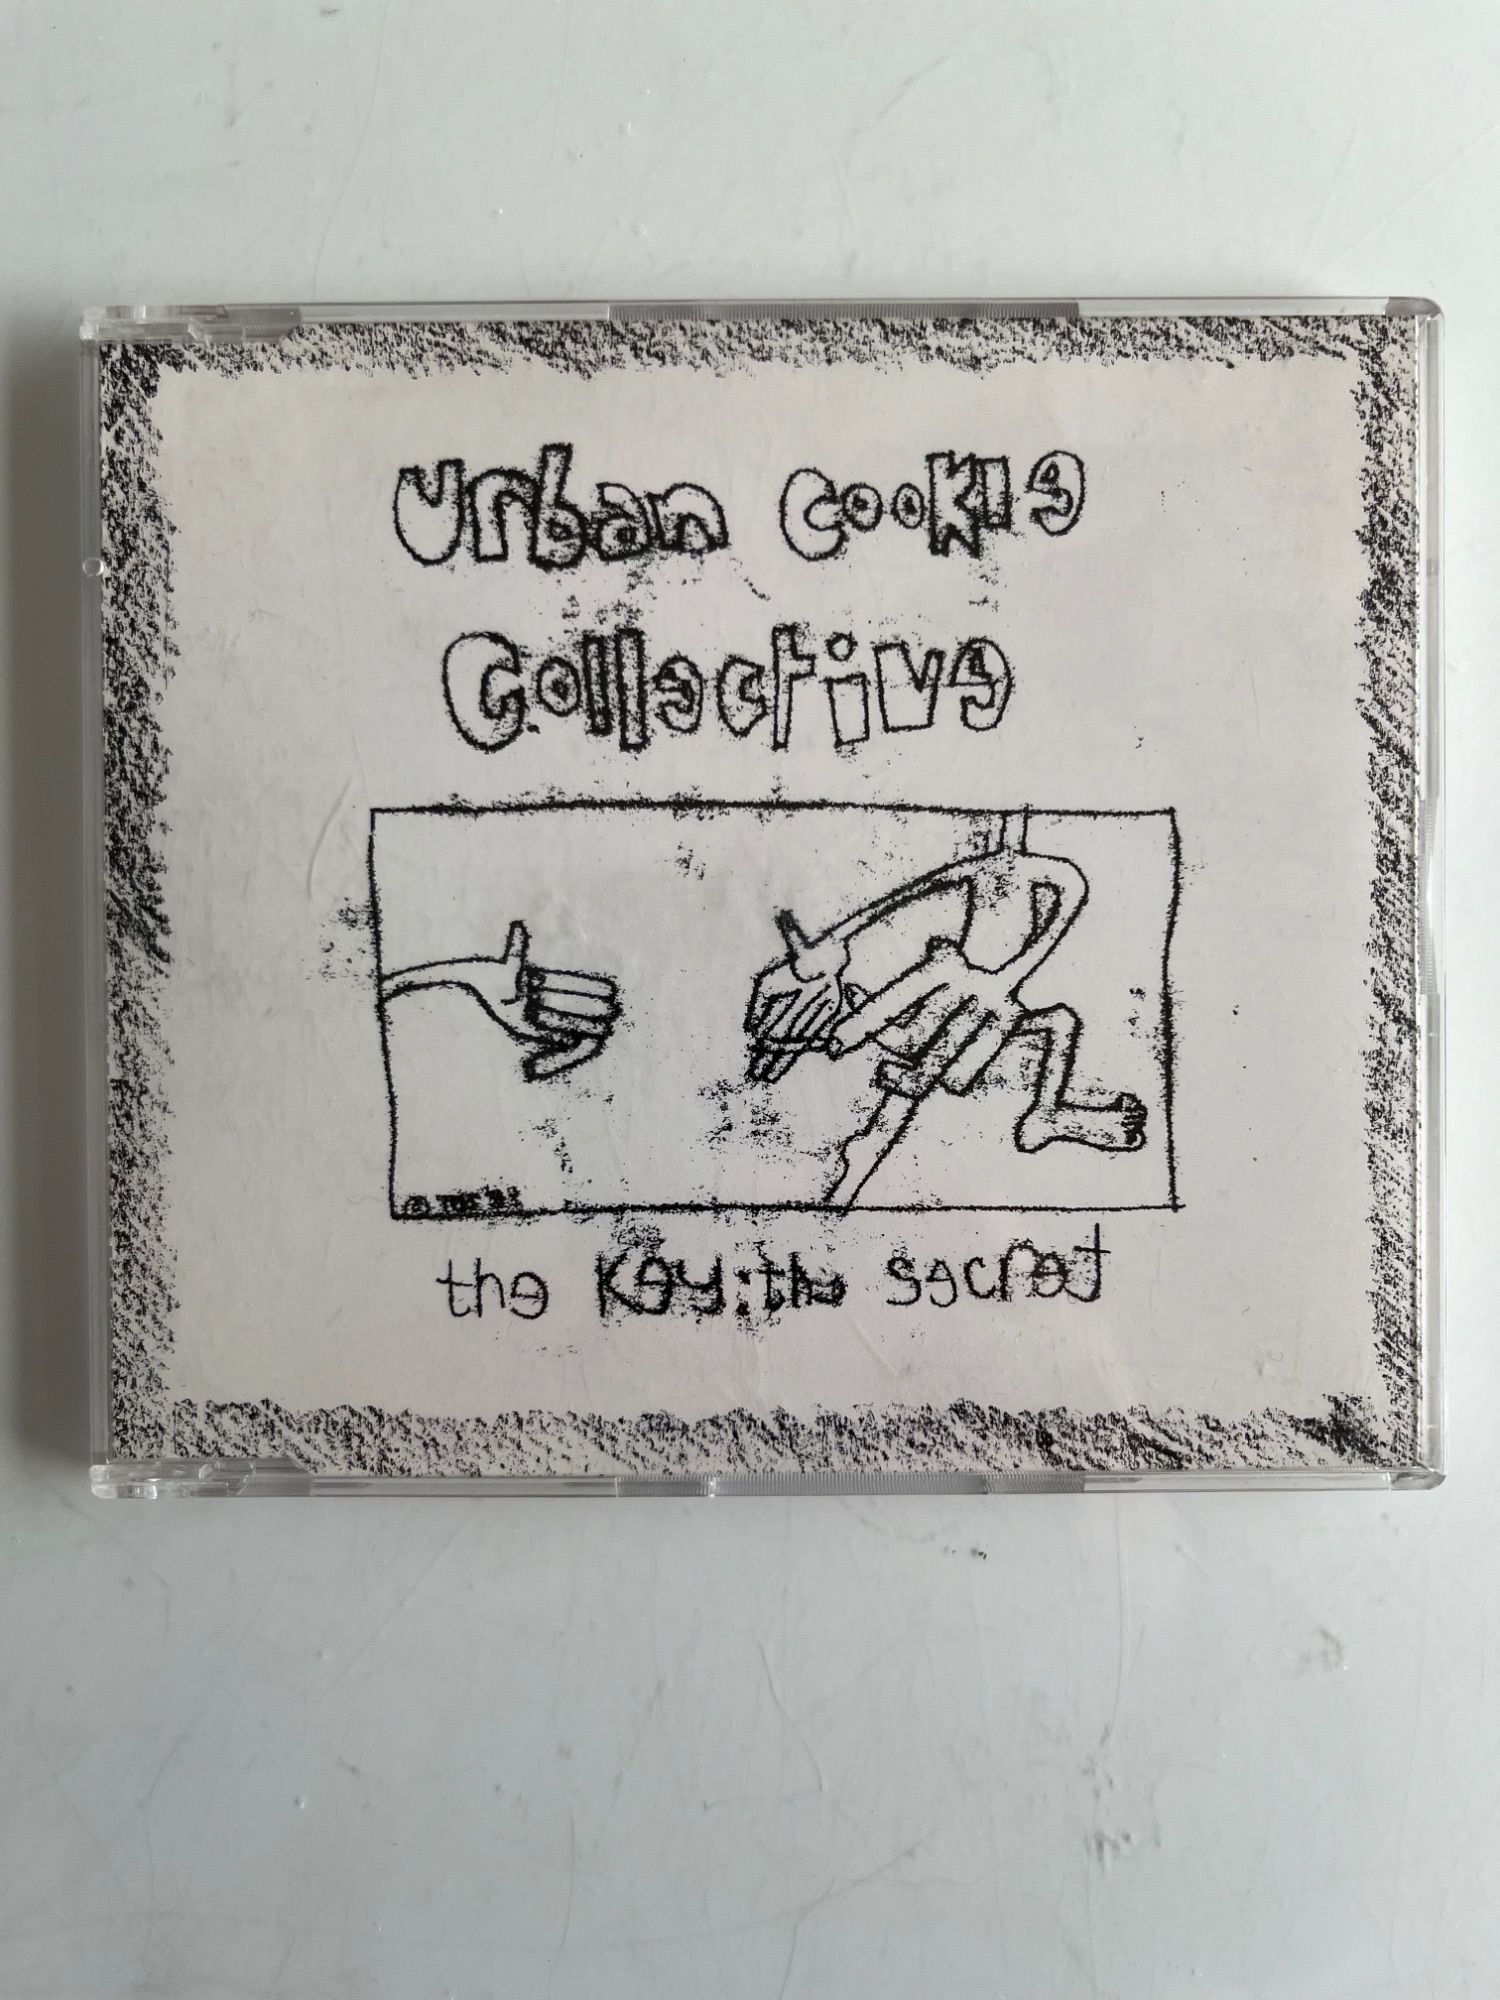 Urban Cookie
Collective
the key: the secret